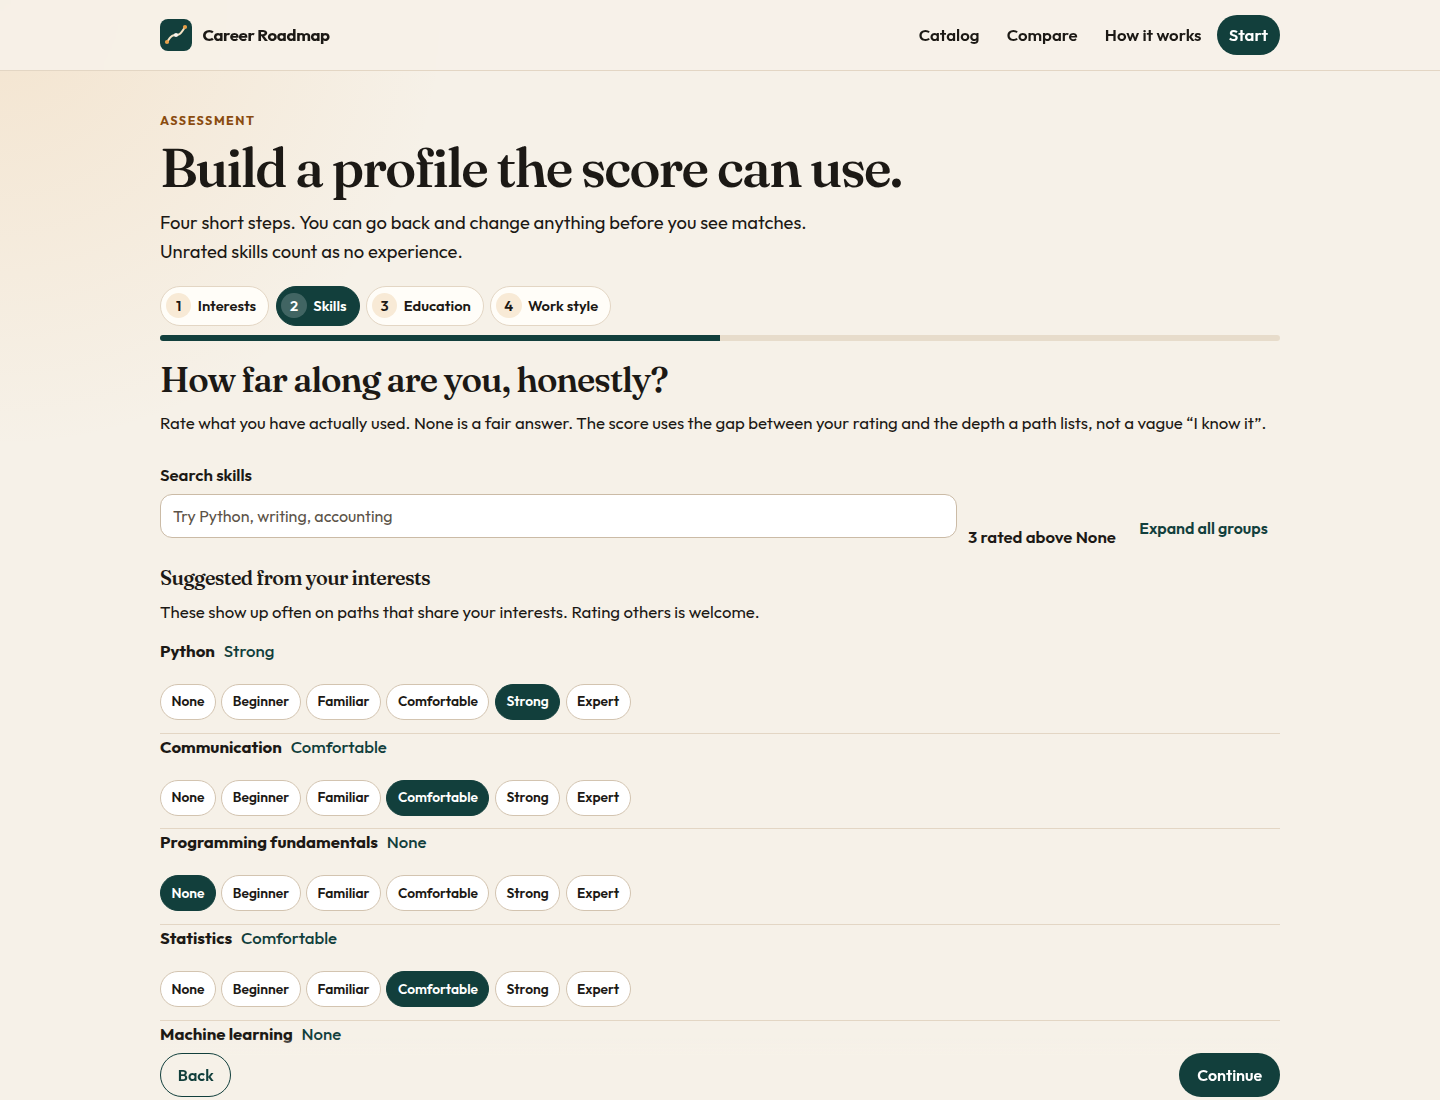 Career Roadmap
Catalog Compare How it works Start
ASSESSMENT
Build a profile the score can use.
Four short steps. You can go back and change anything before you see matches.
Unrated skills count as no experience.
1 Interests 2 Skills 3 Education 4 Work style
How far along are you, honestly?
Rate what you have actually used. None is a fair answer. The score uses the gap between your rating and the depth a path lists, not a vague “I know it”.
Search skills
Try Python, writing, accounting
3 rated above None Expand all groups
Suggested from your interests
These show up often on paths that share your interests. Rating others is welcome.
Python Strong
None Beginner Familiar Comfortable Strong Expert
Communication Comfortable
None Beginner Familiar Comfortable Strong Expert
Programming fundamentals None
None Beginner Familiar Comfortable Strong Expert
Statistics Comfortable
None Beginner Familiar Comfortable Strong Expert
Machine learning None
Back Continue